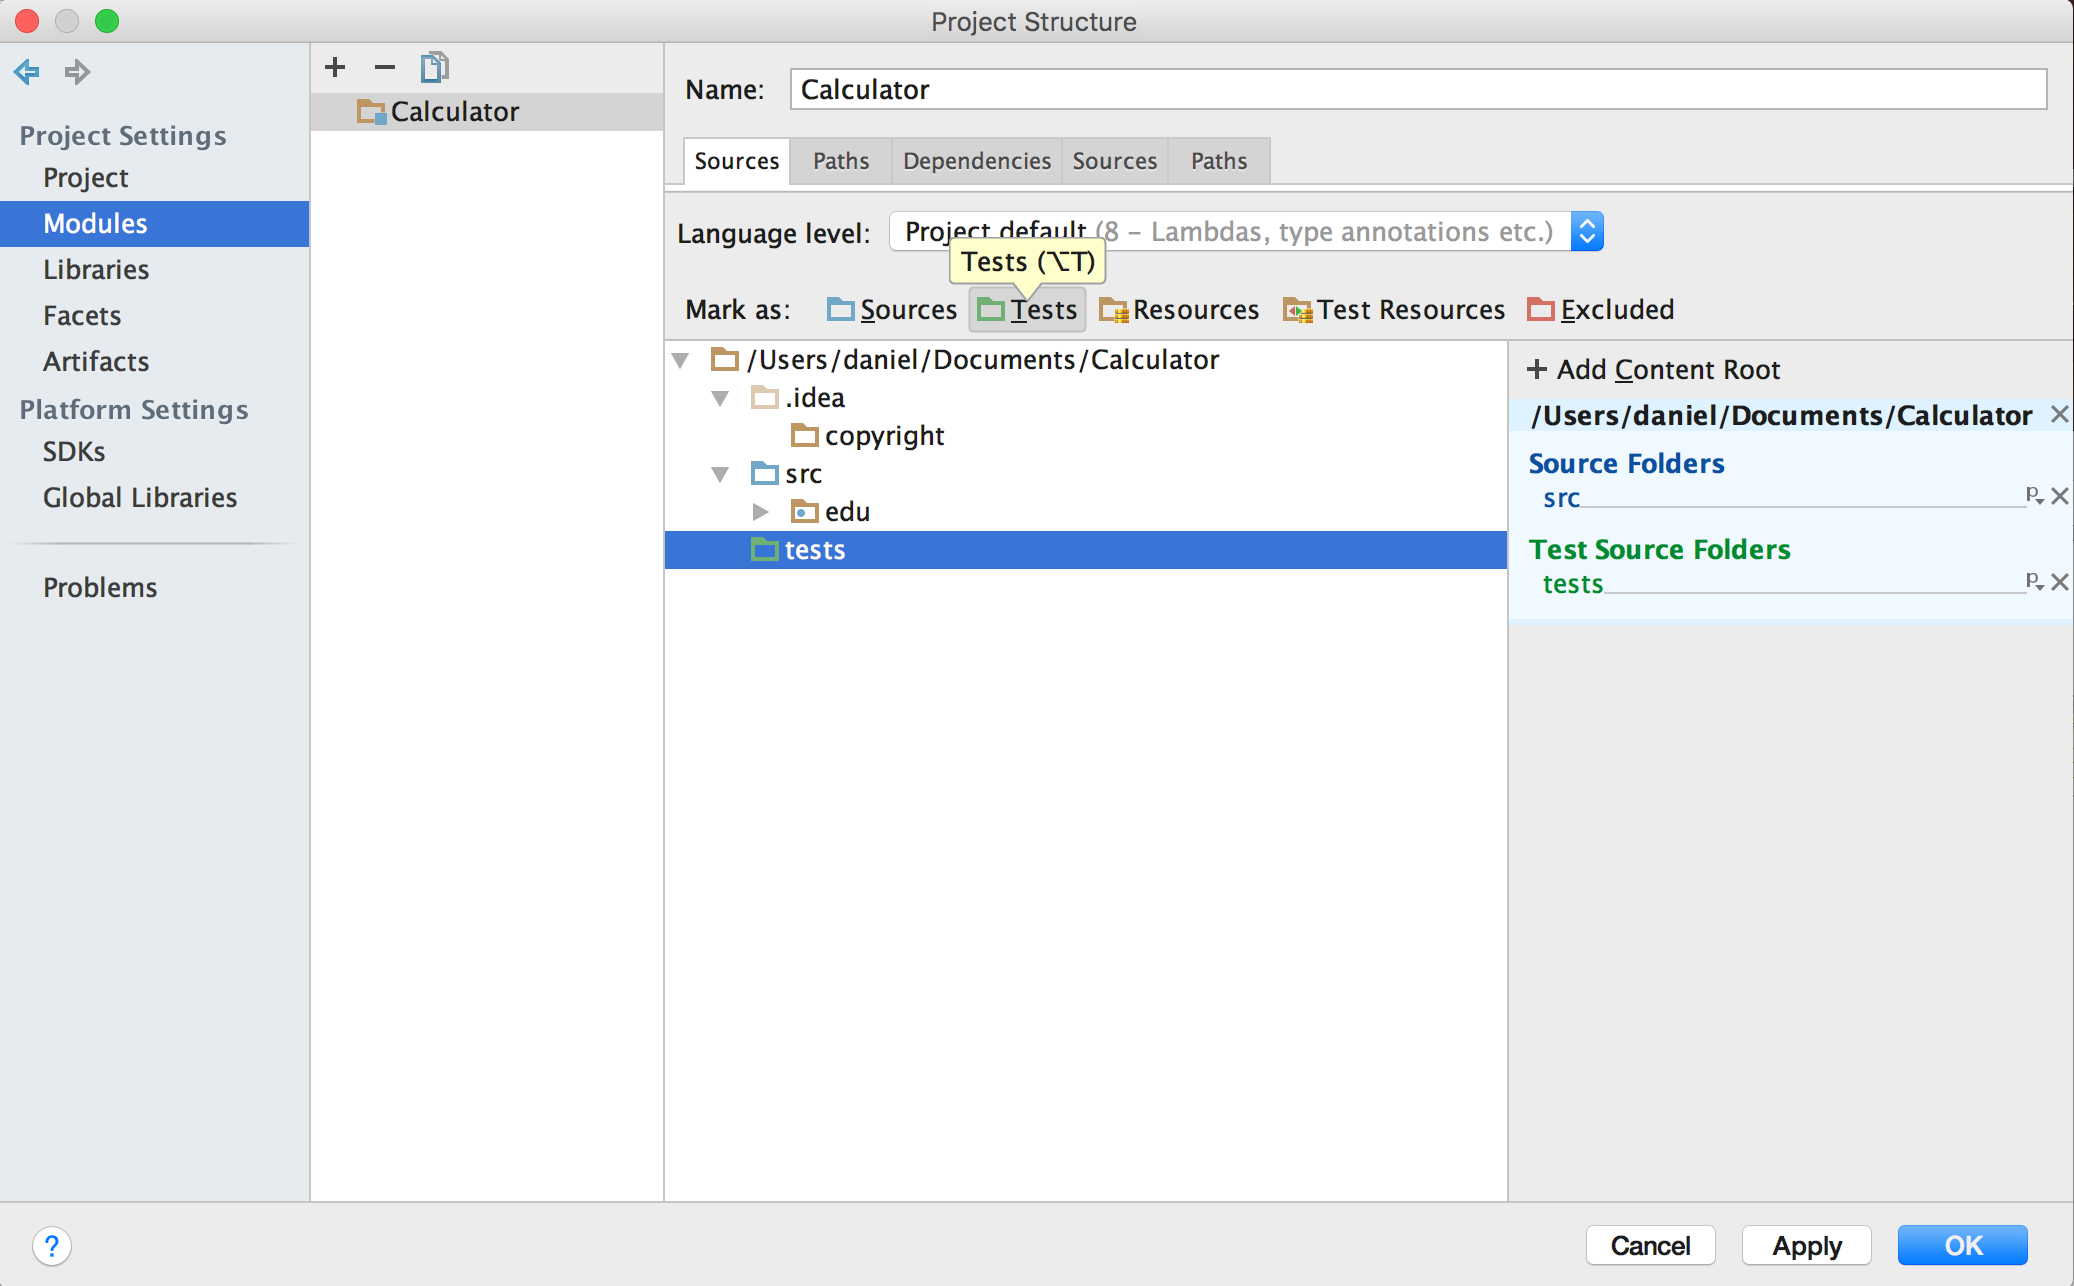 Project Structure
Project Settings
Project
Modules
Libraries
Facets
Artifacts
Platform Settings
SDKs
Global Libraries
Problems
Calculator
Name: Calculator
Sources Paths Dependencies Sources Paths
Language level: Project default (8 – Lambdas, type annotations etc.)
Tests (⌥T)
Mark as: Sources Tests Resources Test Resources Excluded
/Users/daniel/Documents/Calculator
.idea
copyright
src
edu
tests
+ Add Content Root
/Users/daniel/Documents/Calculator
Source Folders
src P
Test Source Folders
tests P
? Cancel Apply OK